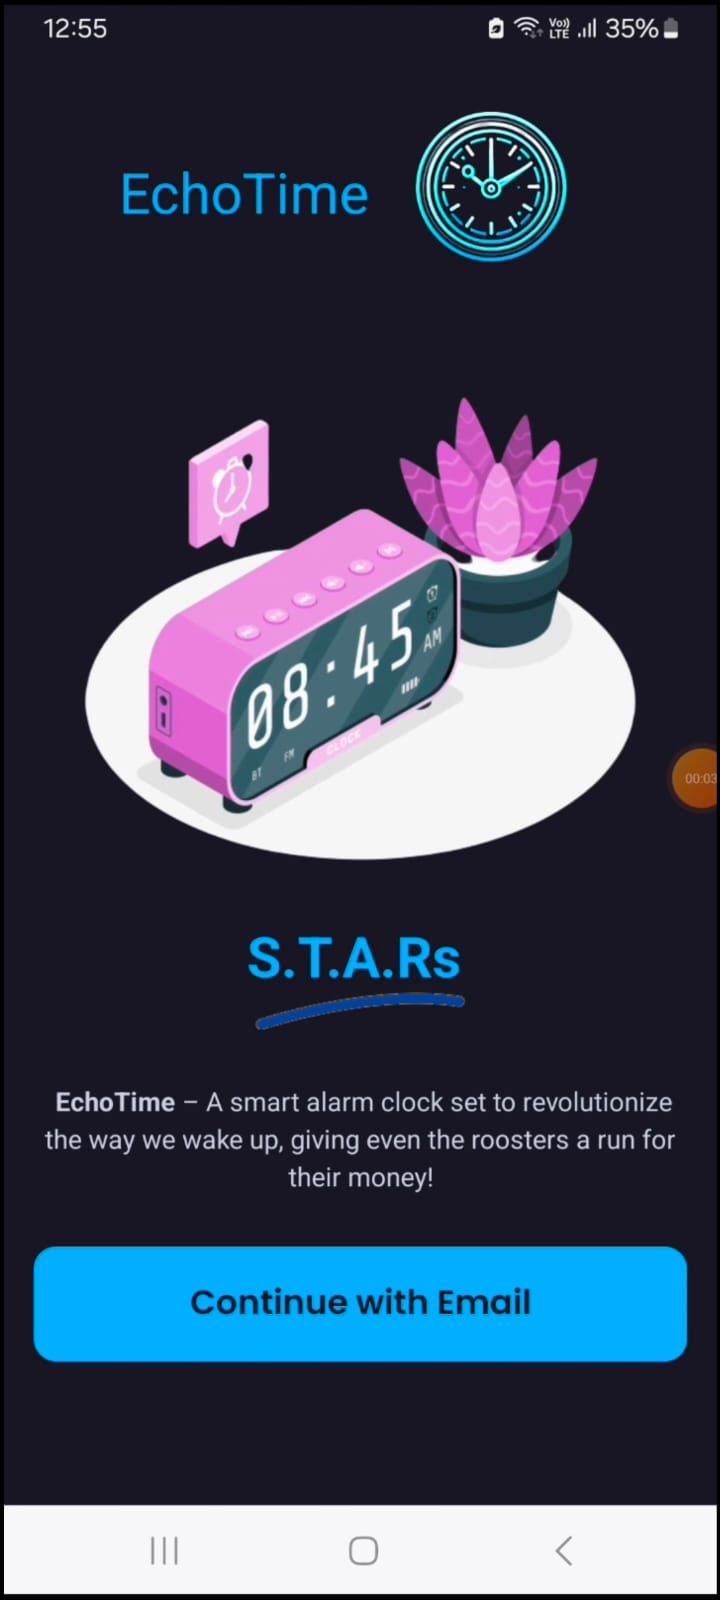 12:55 Vo)) LTE 35%
EchoTime
08:45 AM
BT FM CLOCK
00:03
S.T.A.Rs
EchoTime – A smart alarm clock set to revolutionize
the way we wake up, giving even the roosters a run for
their money!
Continue with Email